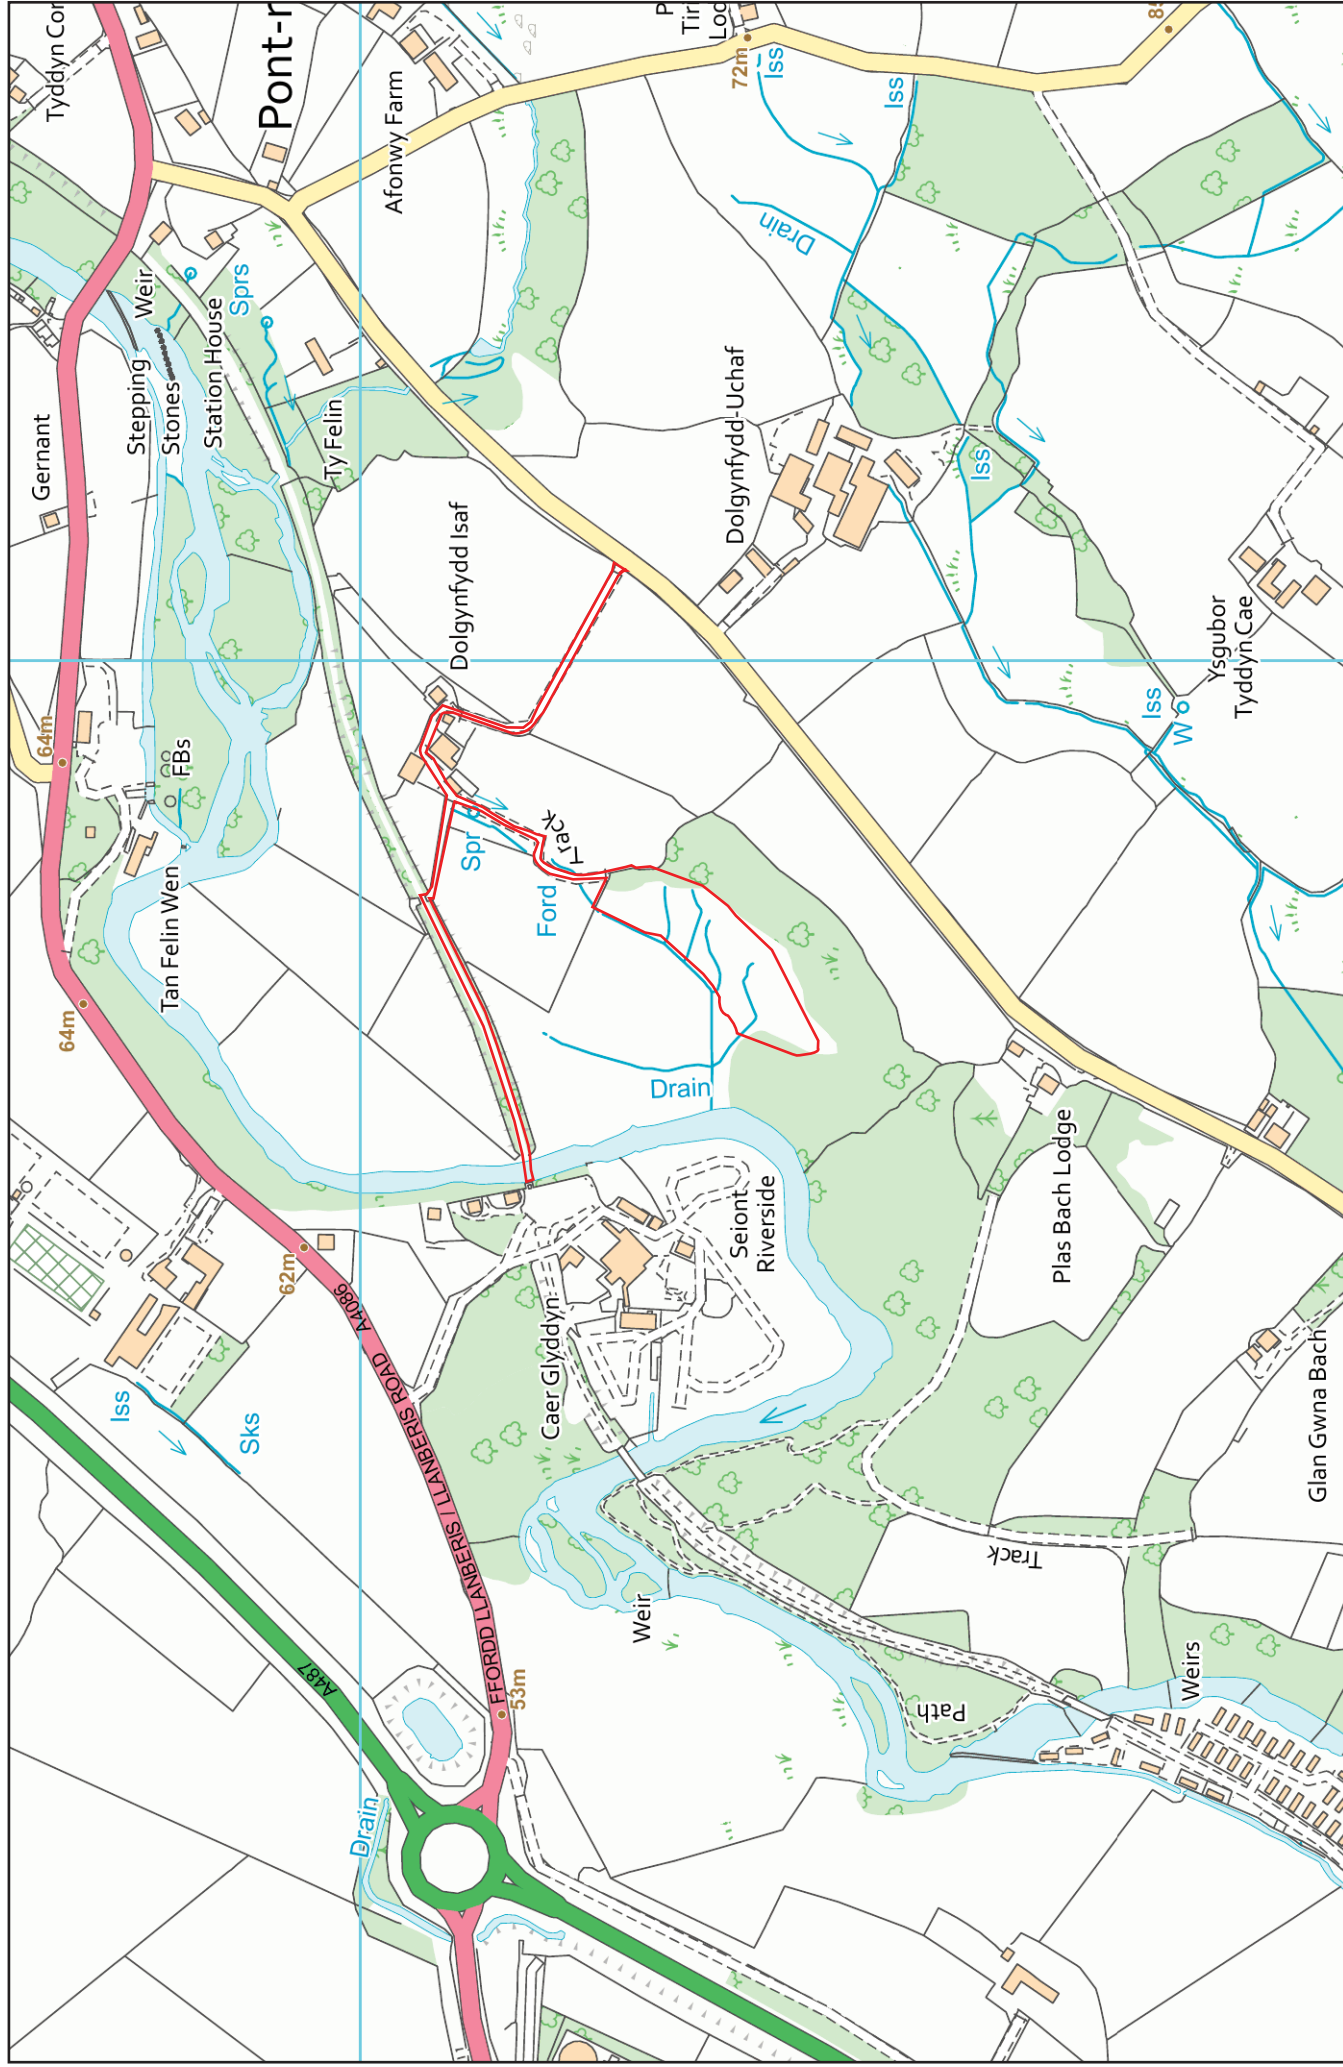 Tyddyn Cor
Pont-r
Afonwy Farm
P
Tir
Loc
72m
Iss
85
Iss
Drain
Weir
Sprs
Stepping
Stones
Station House
Gernant
Ty Felin
Dolgynfydd Isaf
Dolgynfydd-Uchaf
Iss
Ysgubor
Tyddyn Cae
Iss
W
64m
FBs
Tan Felin Wen
Spr
Track
Ford
64m
Drain
Plas Bach Lodge
Seiont
Riverside
62m
A4086
Caer Glyddyn
Iss
Sks
Glan Gwna Bach
FFORDD LLANBERIS / LLANBERIS ROAD
Track
Weir
A487
53m
Path
Weirs
Drain